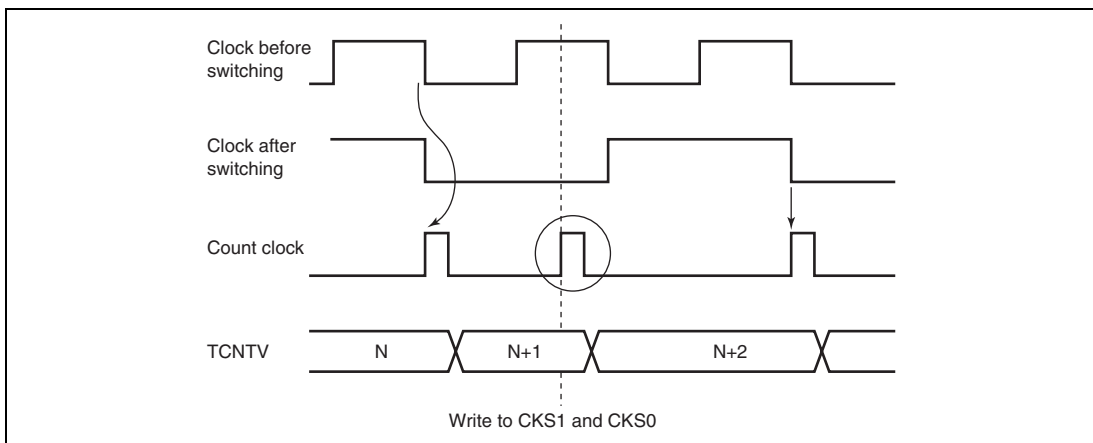 Clock before
switching
Clock after
switching
Count clock
TCNTV
N
N+1
N+2
Write to CKS1 and CKS0